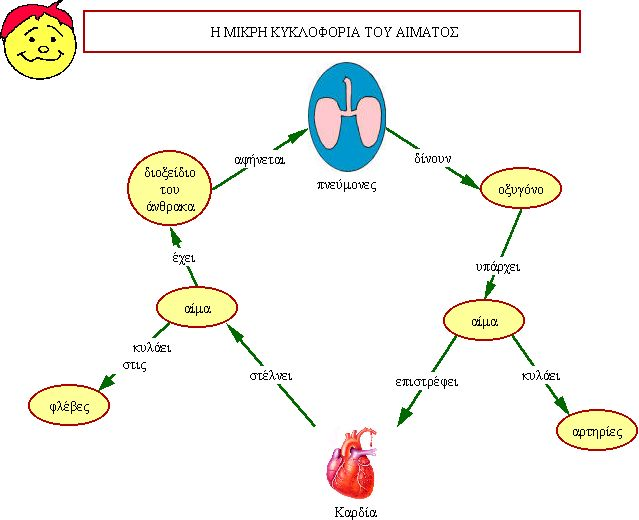 Η ΜΙΚΡΗ ΚΥΚΛΟΦΟΡΙΑ ΤΟΥ ΑΙΜΑΤΟΣ
αφήνεται
δίνουν
διοξείδιο
του
άνθρακα
πνεύμονες
οξυγόνο
έχει
υπάρχει
αίμα
αίμα
κυλάει
στις
στέλνει
επιστρέφει
κυλάει
φλέβες
αρτηρίες
Καρδία